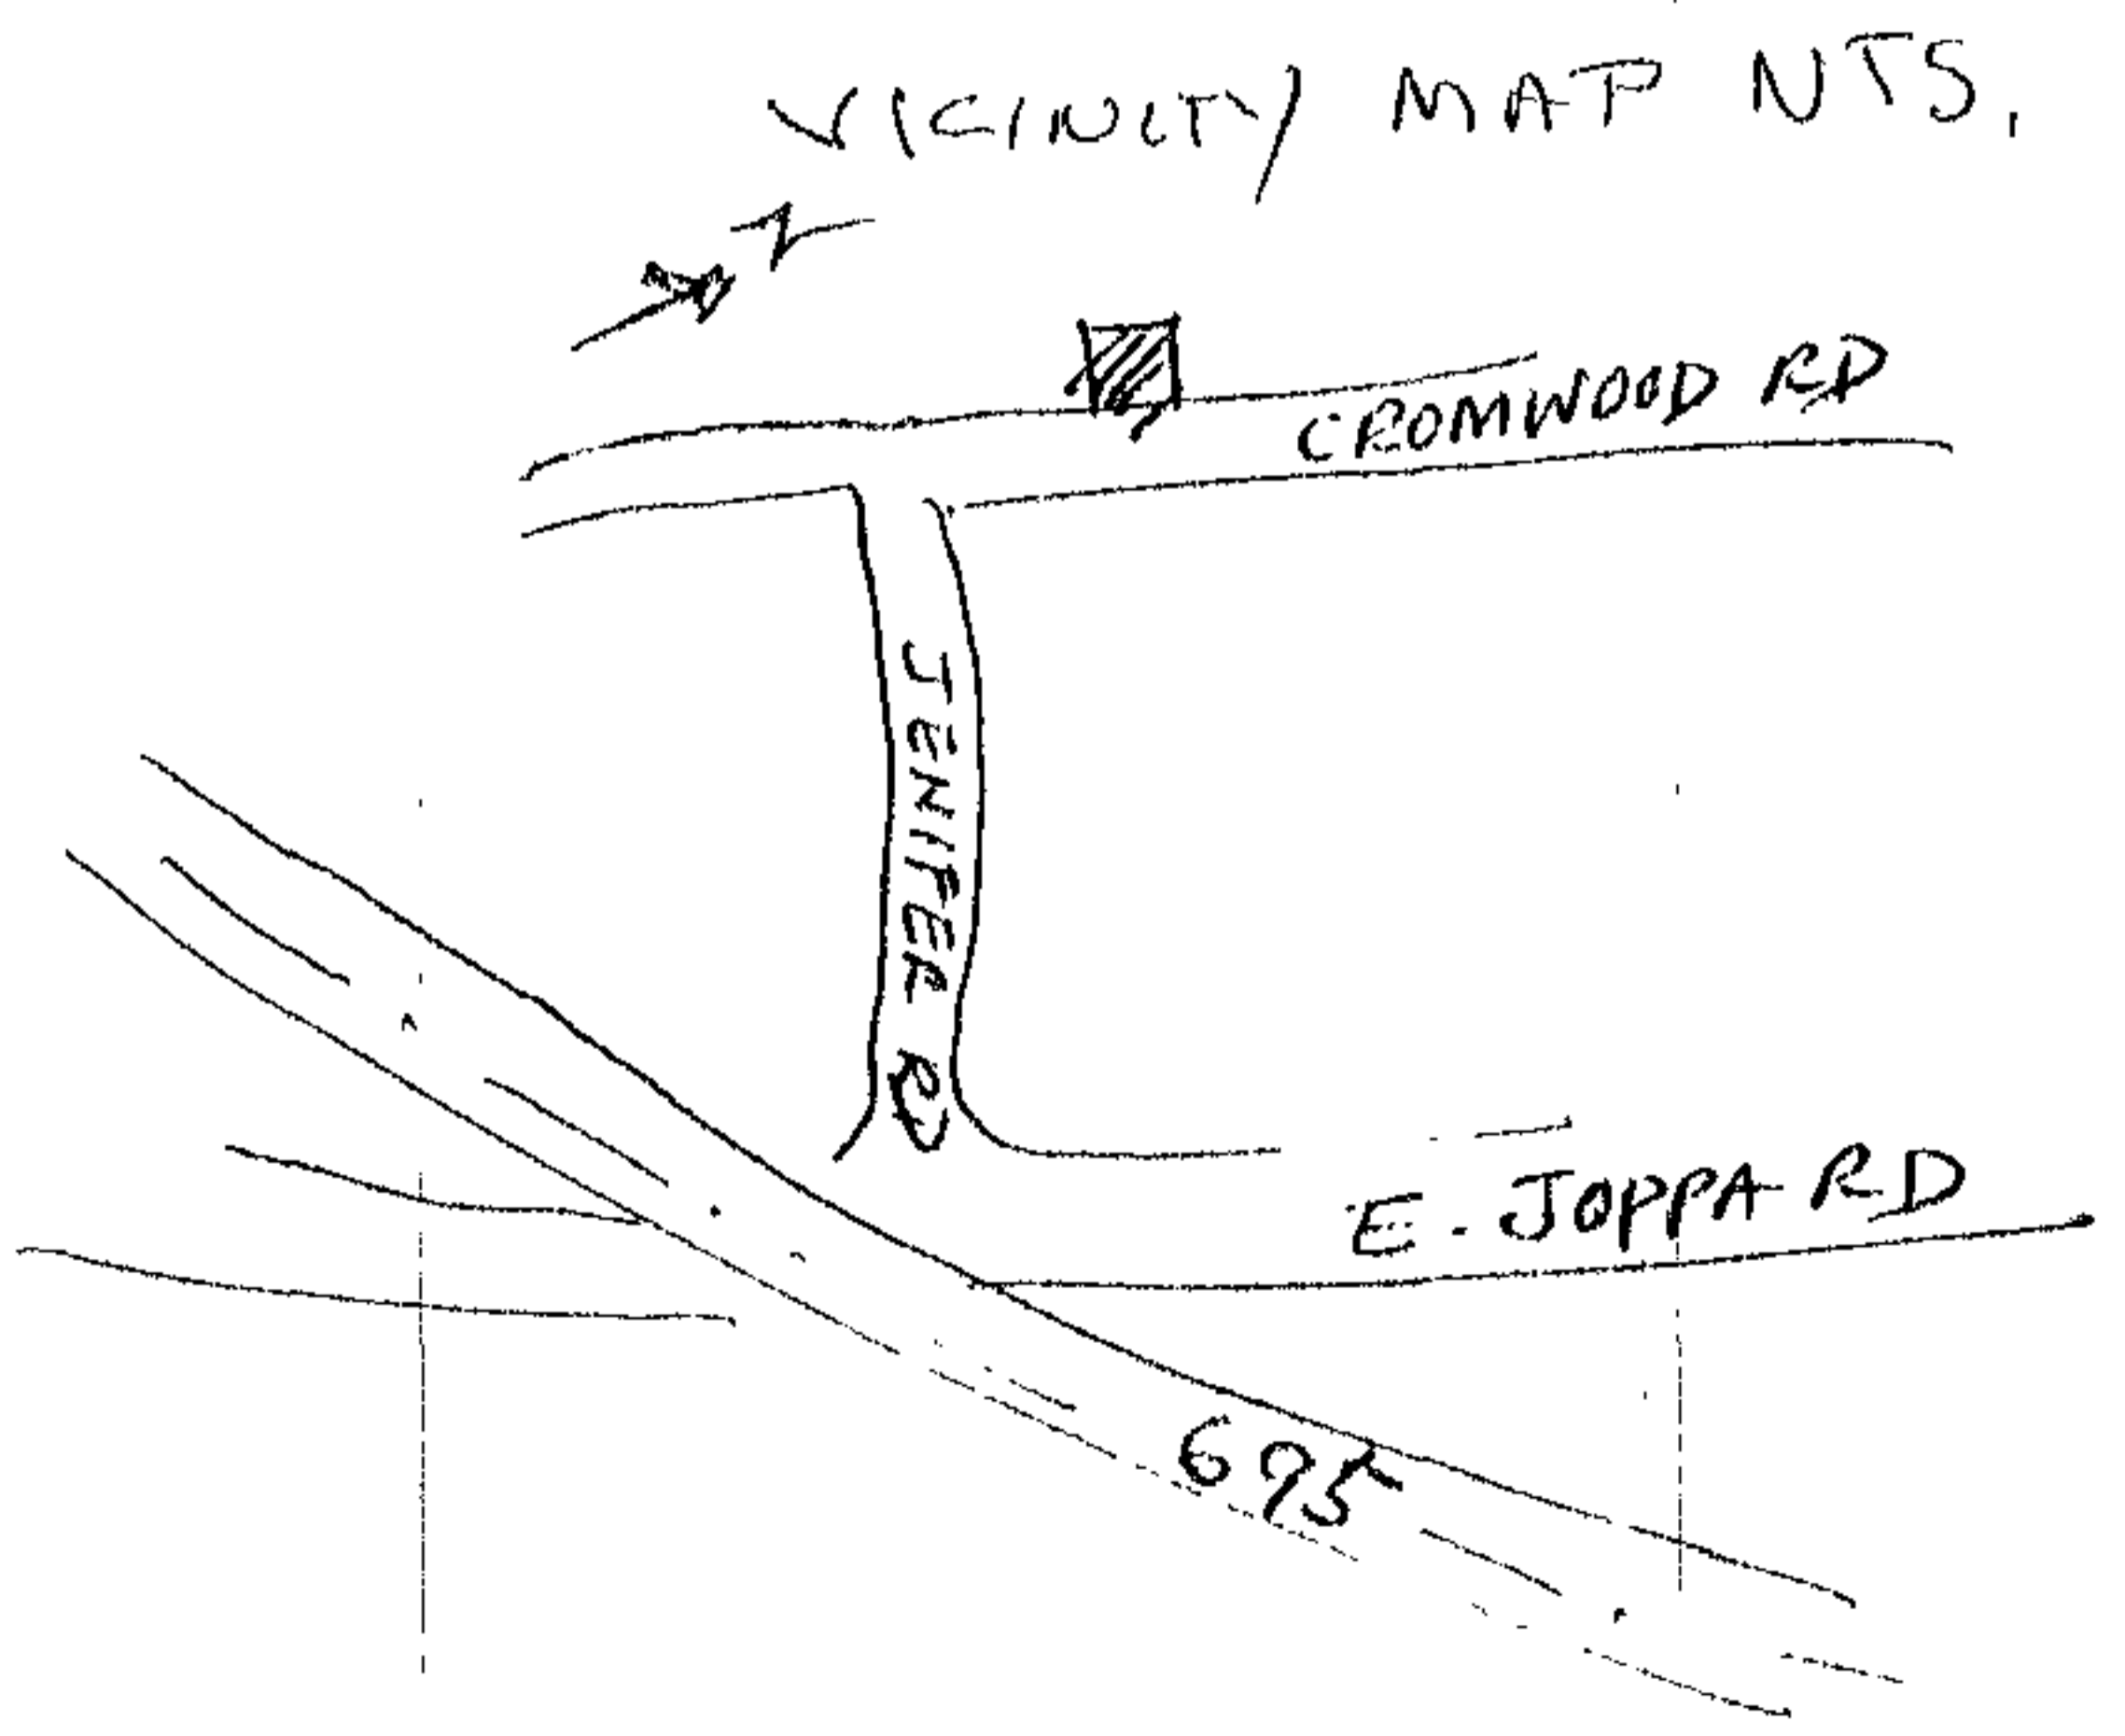 VICINITY MAP NTS.
N
CROMWOOD RD
JENIFER RD
E. JOPPA RD
695